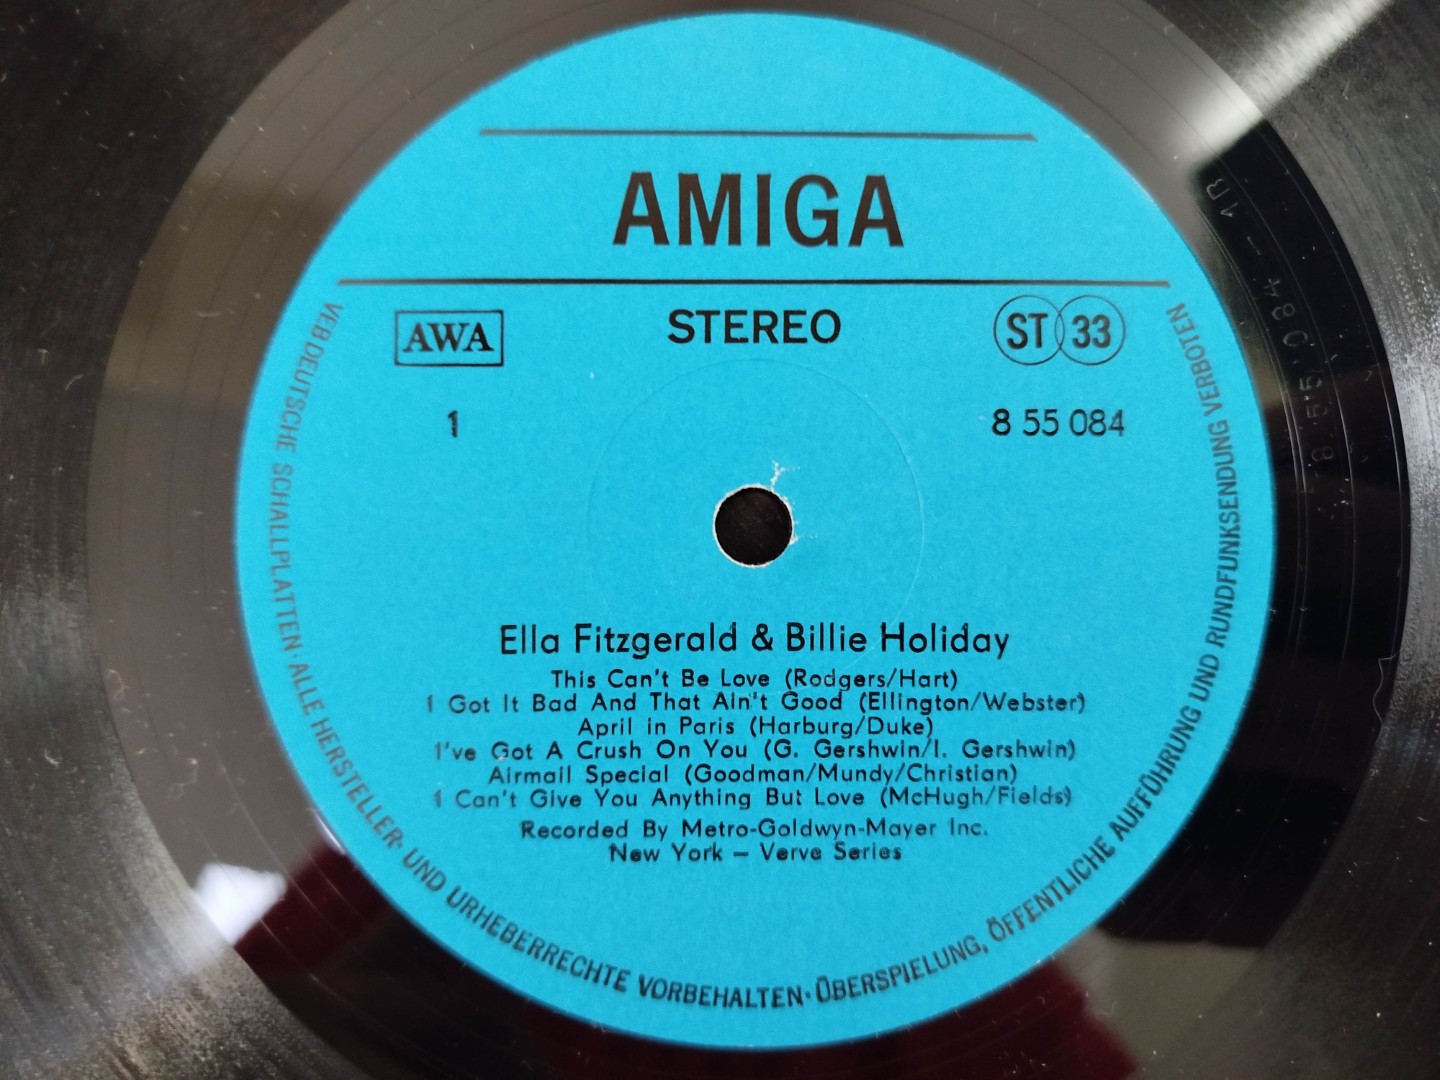 AMIGA
AWA
STEREO
ST 33
1
8 55 084
Ella Fitzgerald & Billie Holiday
This Can't Be Love (Rodgers/Hart)
I Got It Bad And That Ain't Good (Ellington/Webster)
April in Paris (Harburg/Duke)
I've Got A Crush On You (G. Gershwin/I. Gershwin)
Airmail Special (Goodman/Mundy/Christian)
I Can't Give You Anything But Love (McHugh/Fields)
Recorded By Metro-Goldwyn-Mayer Inc.
New York – Verve Series
VEB DEUTSCHE SCHALLPLATTEN · ALLE HERSTELLER- UND URHEBERRECHTE VORBEHALTEN · ÜBERSPIELUNG, ÖFFENTLICHE AUFFÜHRUNG UND RUNDFUNKSENDUNG VERBOTEN
8 55 084 – 1B